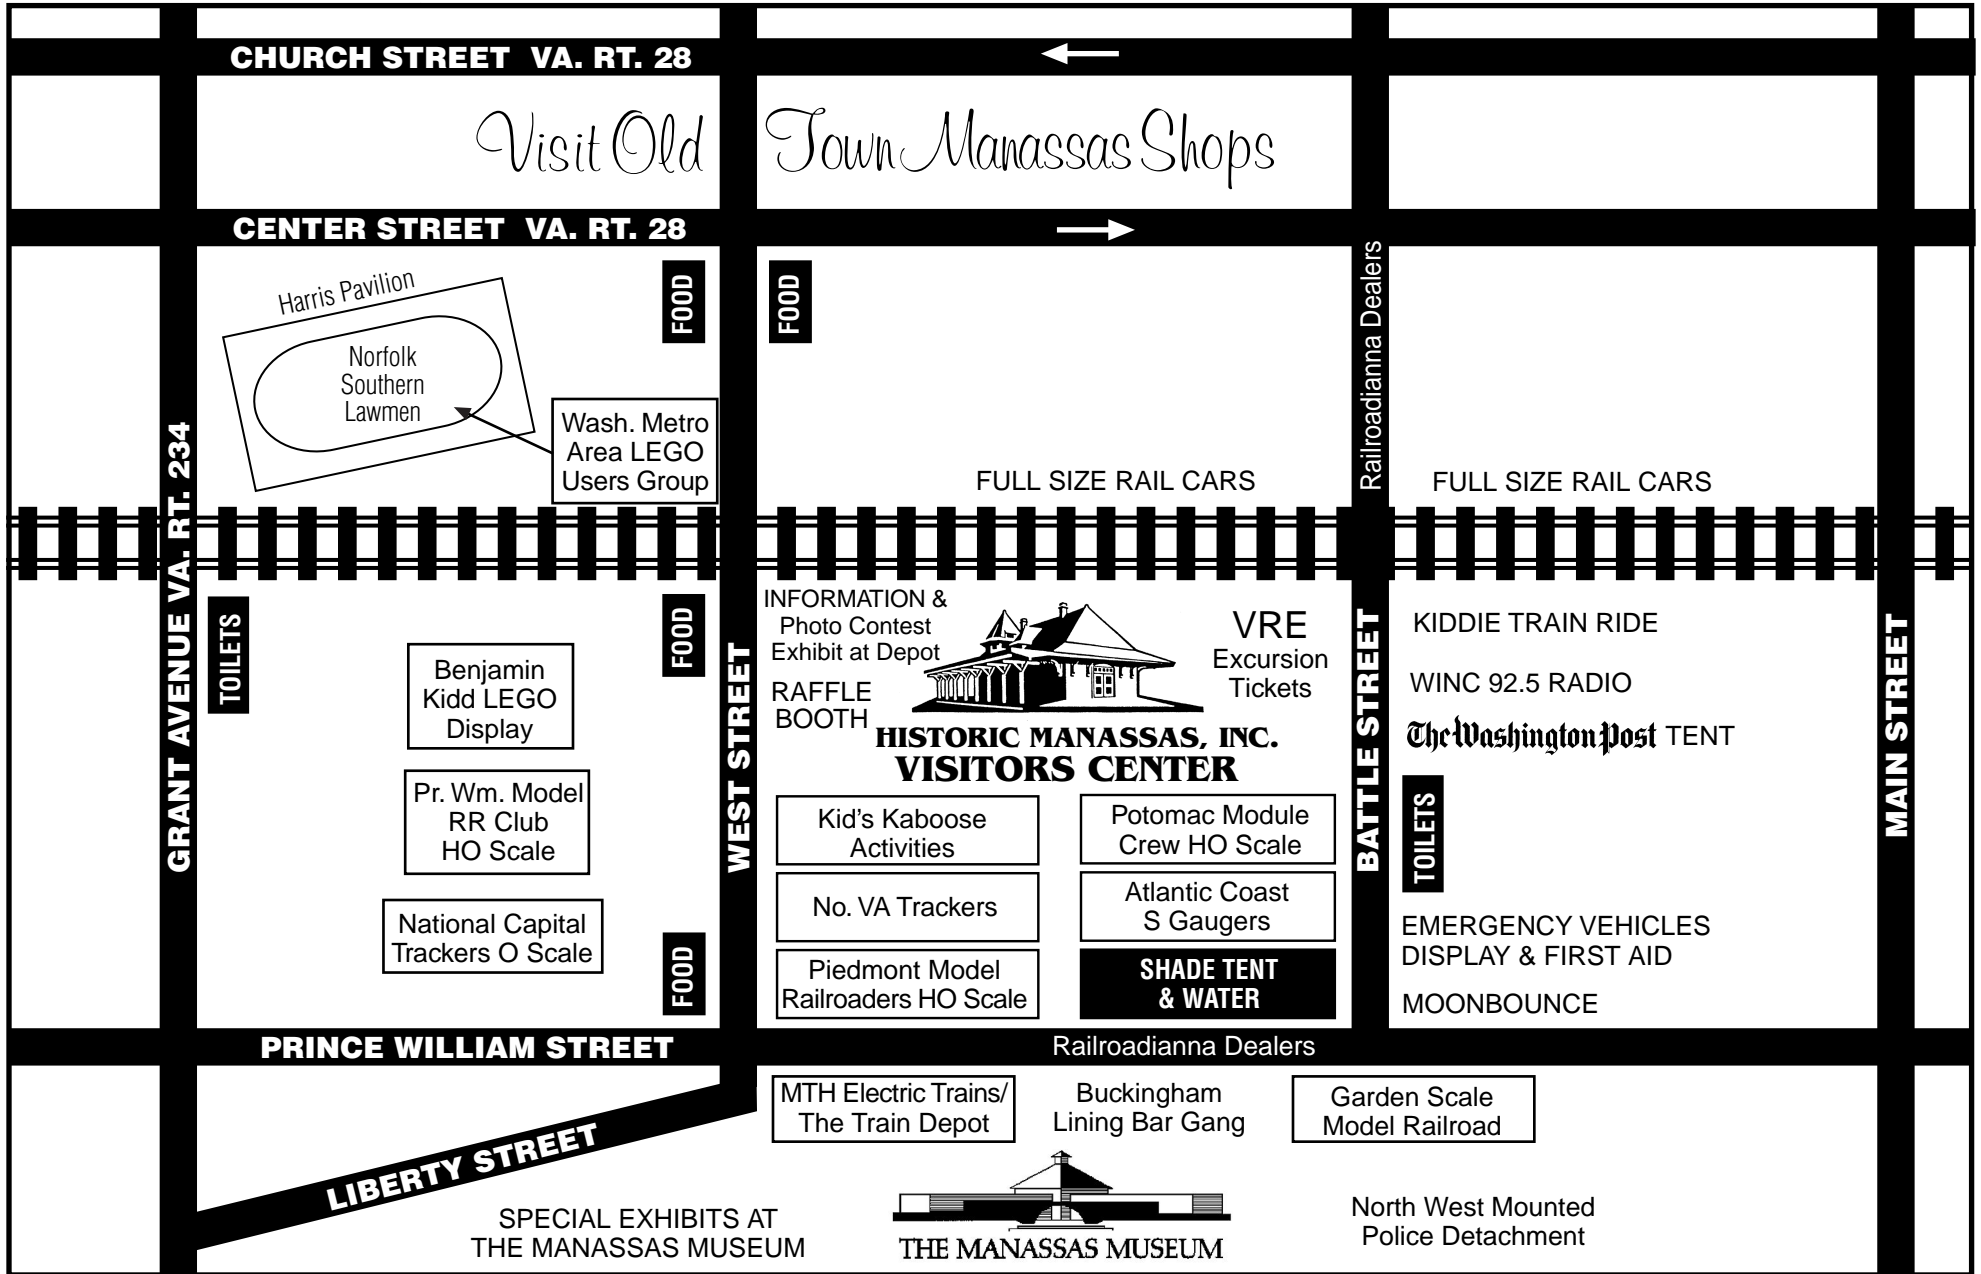 CHURCH STREET VA. RT. 28
Visit Old Town Manassas Shops
CENTER STREET VA. RT. 28
Harris Pavilion
Norfolk
Southern
Lawmen
FOOD
FOOD
Wash. Metro
Area LEGO
Users Group
Railroadianna Dealers
FULL SIZE RAIL CARS
FULL SIZE RAIL CARS
GRANT AVENUE VA. RT. 234
TOILETS
Benjamin
Kidd LEGO
Display
Pr. Wm. Model
RR Club
HO Scale
National Capital
Trackers O Scale
FOOD
FOOD
WEST STREET
INFORMATION &
Photo Contest
Exhibit at Depot
RAFFLE
BOOTH
VRE
Excursion
Tickets
HISTORIC MANASSAS, INC.
VISITORS CENTER
Kid's Kaboose
Activities
Potomac Module
Crew HO Scale
No. VA Trackers
Atlantic Coast
S Gaugers
Piedmont Model
Railroaders HO Scale
SHADE TENT
& WATER
BATTLE STREET
KIDDIE TRAIN RIDE
WINC 92.5 RADIO
The Washington Post TENT
TOILETS
EMERGENCY VEHICLES
DISPLAY & FIRST AID
MOONBOUNCE
MAIN STREET
PRINCE WILLIAM STREET
Railroadianna Dealers
MTH Electric Trains/
The Train Depot
Buckingham
Lining Bar Gang
Garden Scale
Model Railroad
LIBERTY STREET
SPECIAL EXHIBITS AT
THE MANASSAS MUSEUM
THE MANASSAS MUSEUM
North West Mounted
Police Detachment